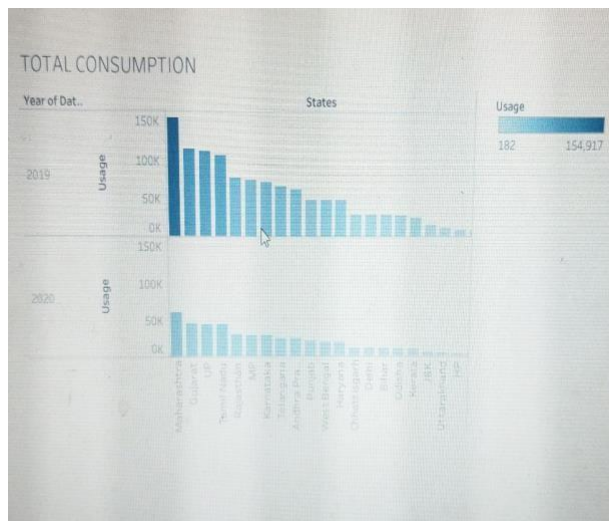 TOTAL CONSUMPTION
Year of Dat..
States
Usage
182
154,917
2019
Usage
150K
100K
50K
0K
2020
Usage
150K
100K
50K
0K
Maharashtra
Gujarat
UP
Tamil Nadu
Rajasthan
MP
Karnataka
Telangana
Andhra Pra..
Punjab
West Bengal
Haryana
Chhattisgarh
Delhi
Bihar
Odisha
Kerala
J&K
Uttarakhand
HP